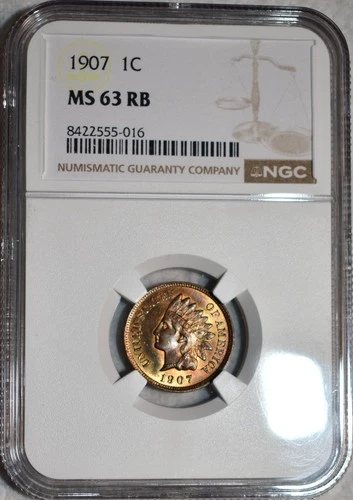 1907 1C
MS 63 RB
8422555-016
NUMISMATIC GUARANTY COMPANY NGC
UNITED STATES OF AMERICA
1907